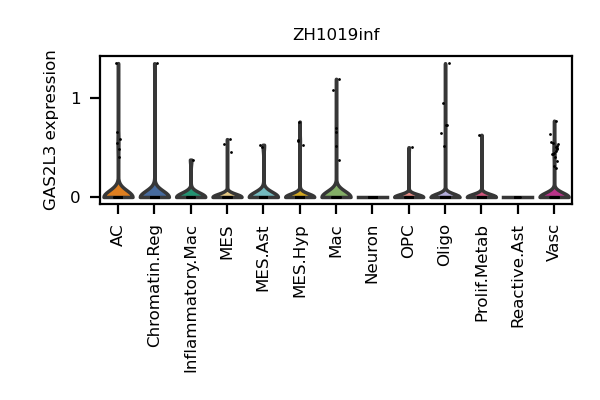 ZH1019inf
GAS2L3 expression
1
0
AC
Chromatin.Reg
Inflammatory.Mac
MES
MES.Ast
MES.Hyp
Mac
Neuron
OPC
Oligo
Prolif.Metab
Reactive.Ast
Vasc